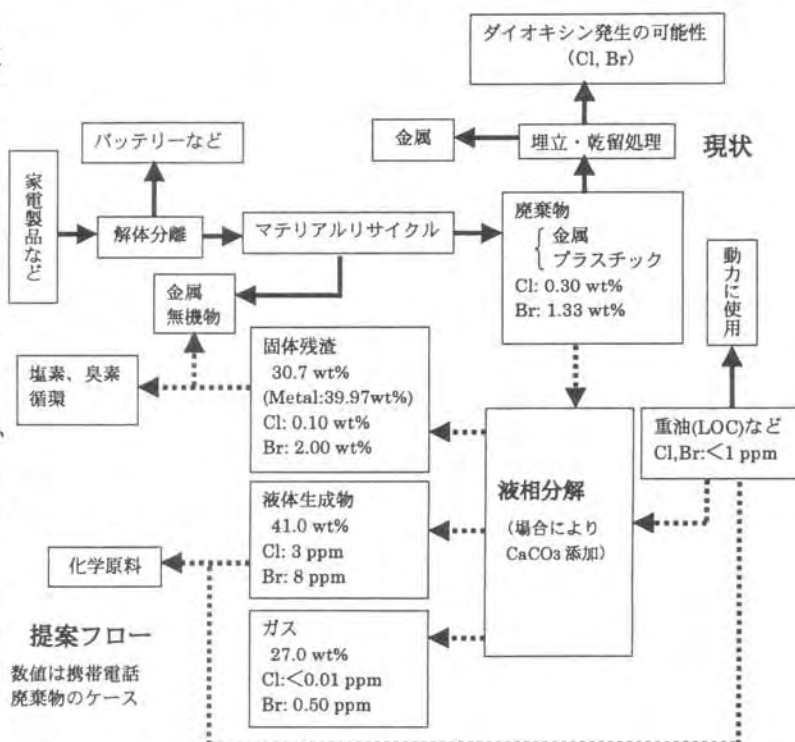 ダイオキシン発生の可能性
(Cl, Br)
バッテリーなど
金属
埋立・乾留処理
現状
家電製品など
解体分離
マテリアルリサイクル
廃棄物
金属
プラスチック
Cl: 0.30 wt%
Br: 1.33 wt%
動力に使用
金属
無機物
塩素、臭素
循環
固体残渣
30.7 wt%
(Metal:39.97wt%)
Cl: 0.10 wt%
Br: 2.00 wt%
重油(LOC)など
Cl,Br:<1 ppm
液相分解
(場合により
CaCO3 添加)
液体生成物
41.0 wt%
Cl: 3 ppm
Br: 8 ppm
化学原料
ガス
27.0 wt%
Cl:<0.01 ppm
Br: 0.50 ppm
提案フロー
数値は携帯電話
廃棄物のケース